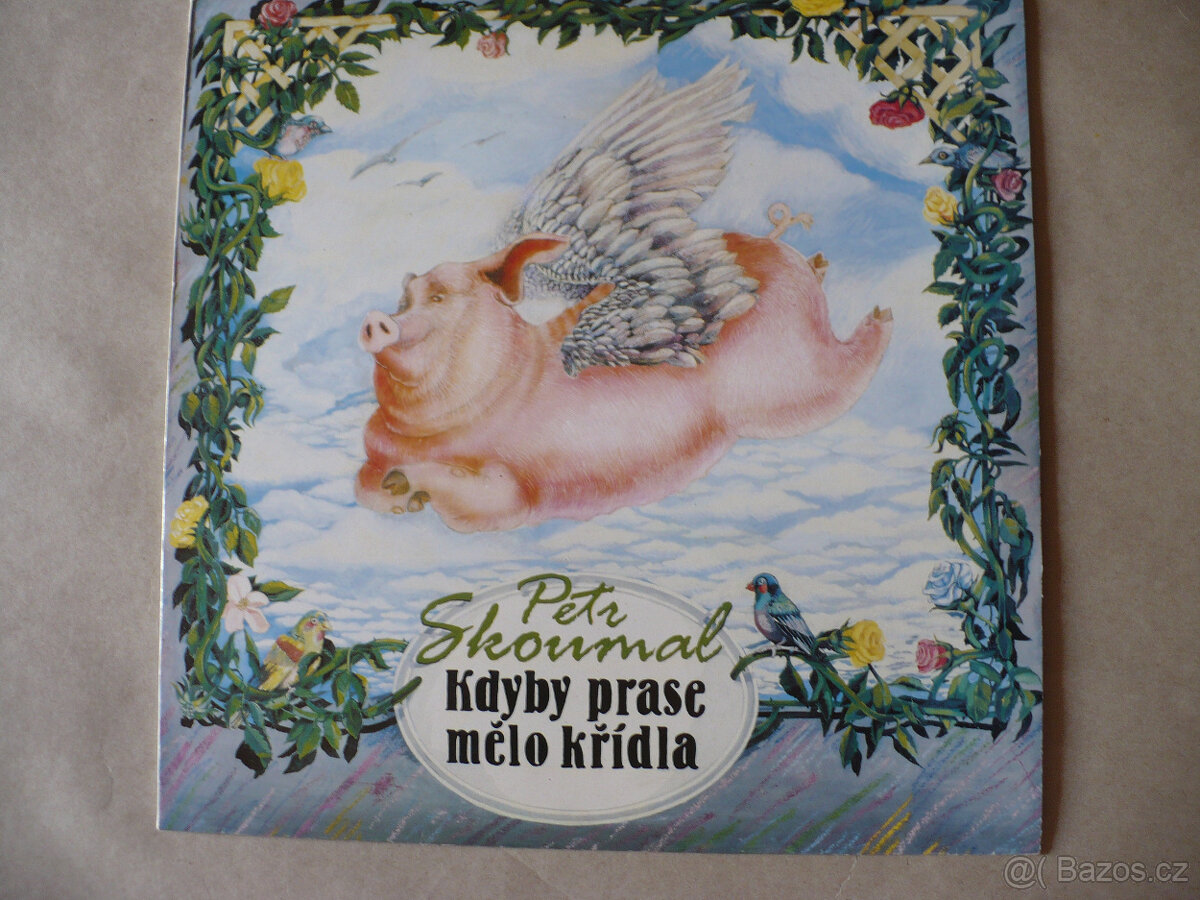 Petr
Skoumal
Kdyby prase
mělo křídla
@( Bazos.cz